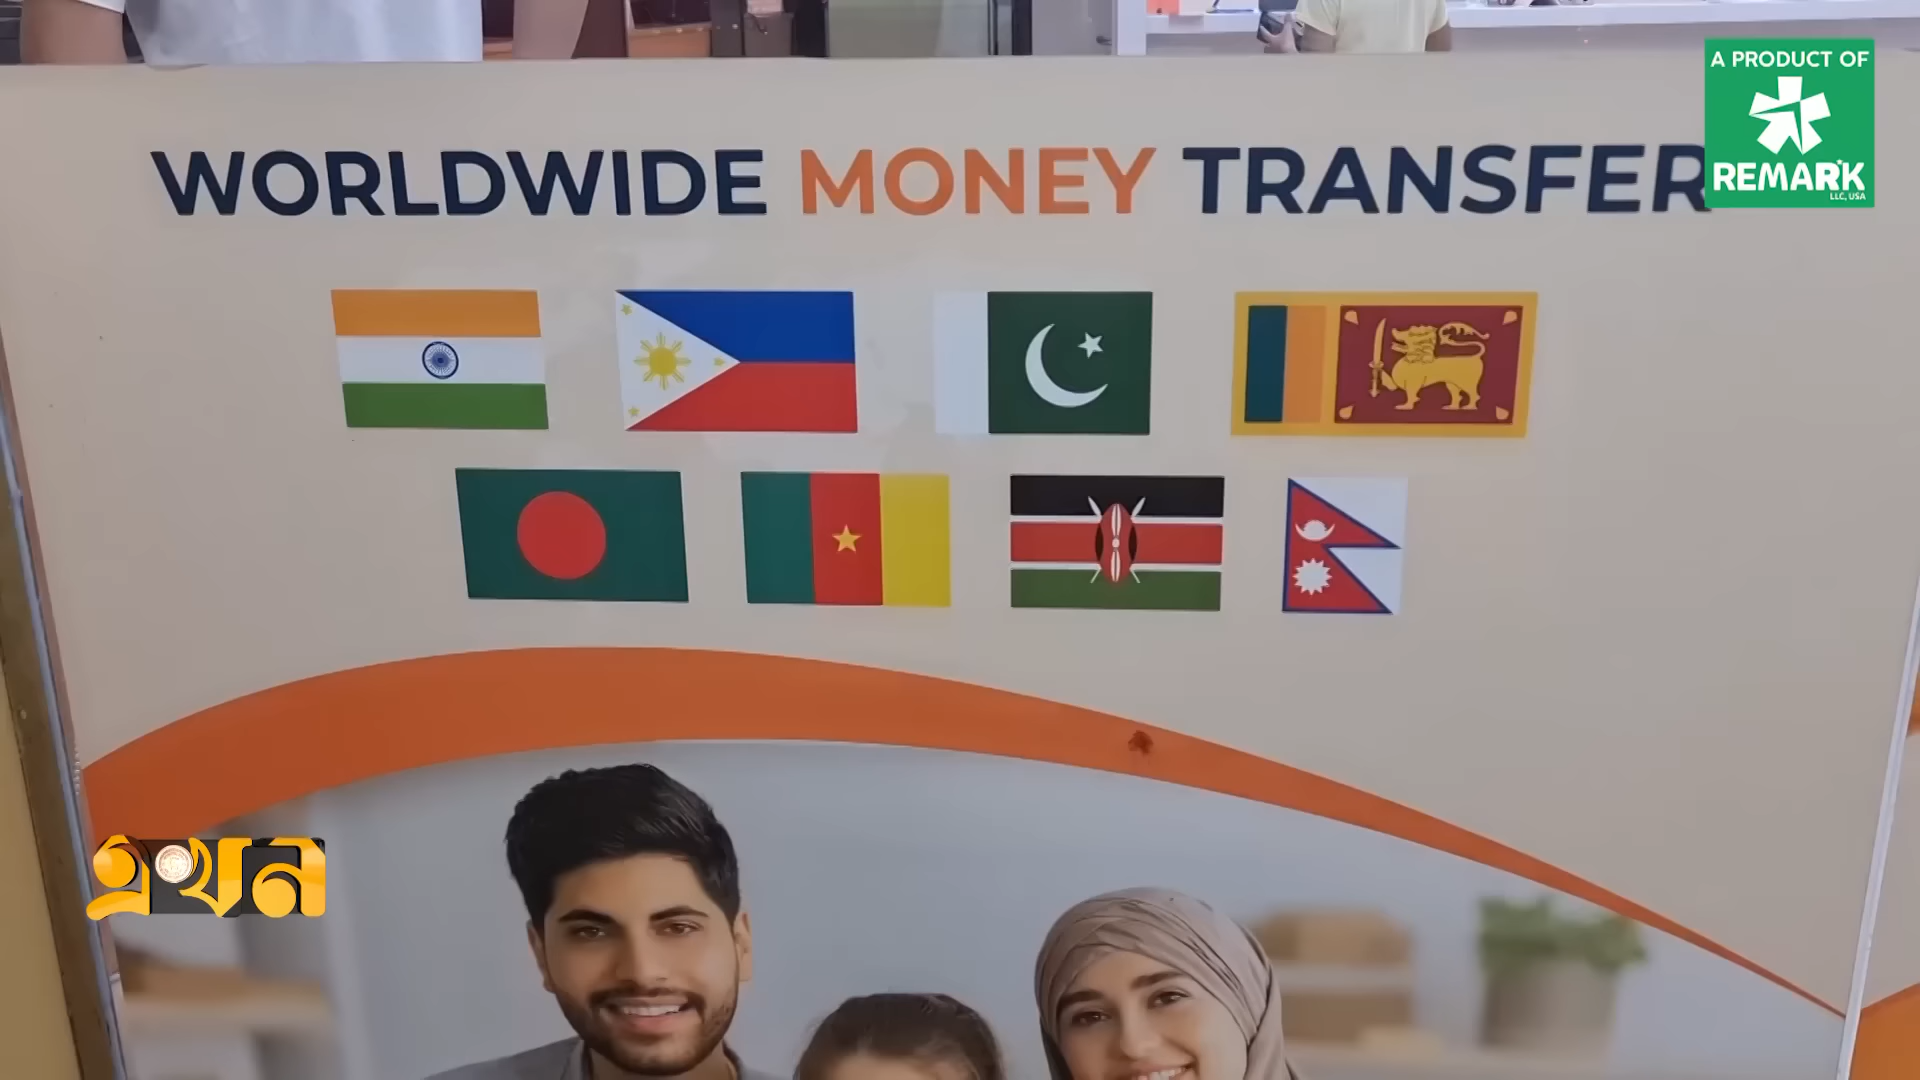 A PRODUCT OF
REMARK
LLC, USA
WORLDWIDE MONEY TRANSFER
এখন